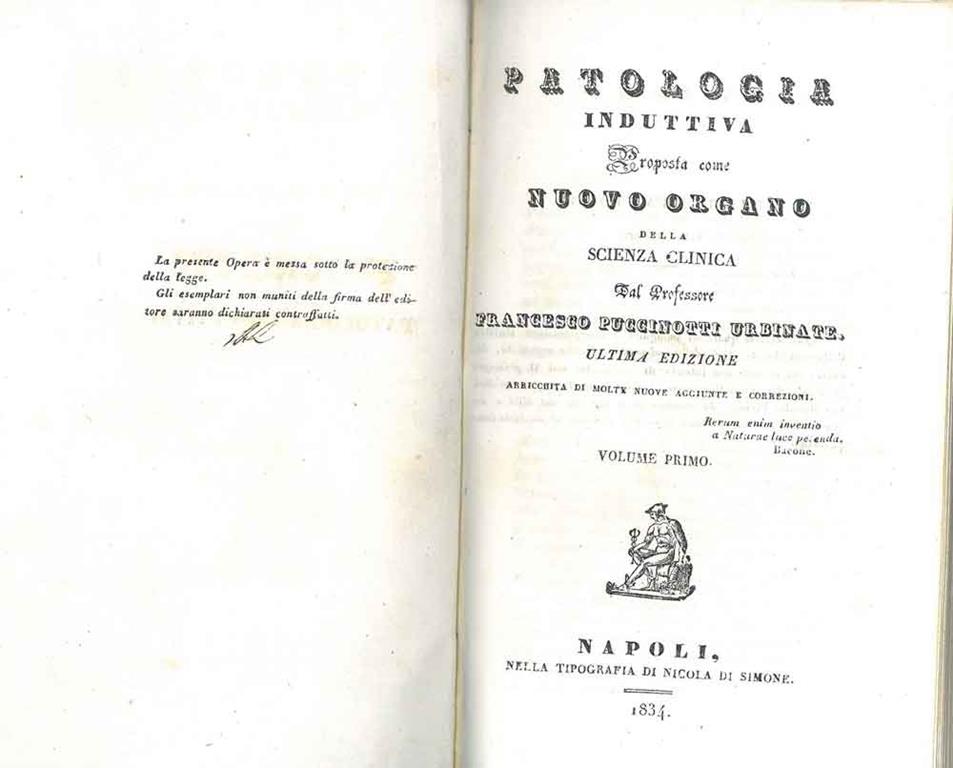 La presente Opera è messa sotto la protezione
della legge.
Gli esemplari non muniti della firma dell' edi-
tore saranno dichiarati contraffatti.
PATOLOGIA
INDUTTIVA
Proposta come
NUOVO ORGANO
DELLA
SCIENZA CLINICA
Dal Professore
FRANCESCO PUCCINOTTI URBINATE.
ULTIMA EDIZIONE
ARRICCHITA DI MOLTE NUOVE AGGIUNTE E CORREZIONI.
Rerum enim inventio
a Naturae luce petenda.
Bacone.
VOLUME PRIMO.
NAPOLI,
NELLA TIPOGRAFIA DI NICOLA DI SIMONE.
1834.